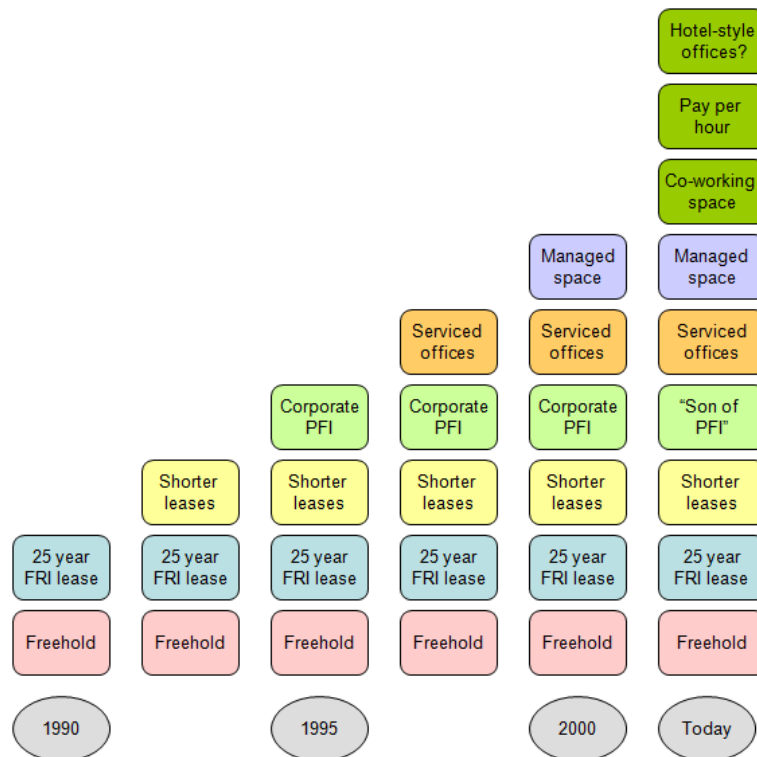 Hotel-style
offices?
Pay per
hour
Co-working
space
Managed
space
Managed
space
Serviced
offices
Serviced
offices
Serviced
offices
Corporate
PFI
Corporate
PFI
Corporate
PFI
“Son of
PFI”
Shorter
leases
Shorter
leases
Shorter
leases
Shorter
leases
Shorter
leases
25 year
FRI lease
25 year
FRI lease
25 year
FRI lease
25 year
FRI lease
25 year
FRI lease
25 year
FRI lease
Freehold
Freehold
Freehold
Freehold
Freehold
Freehold
1990
1995
2000
Today